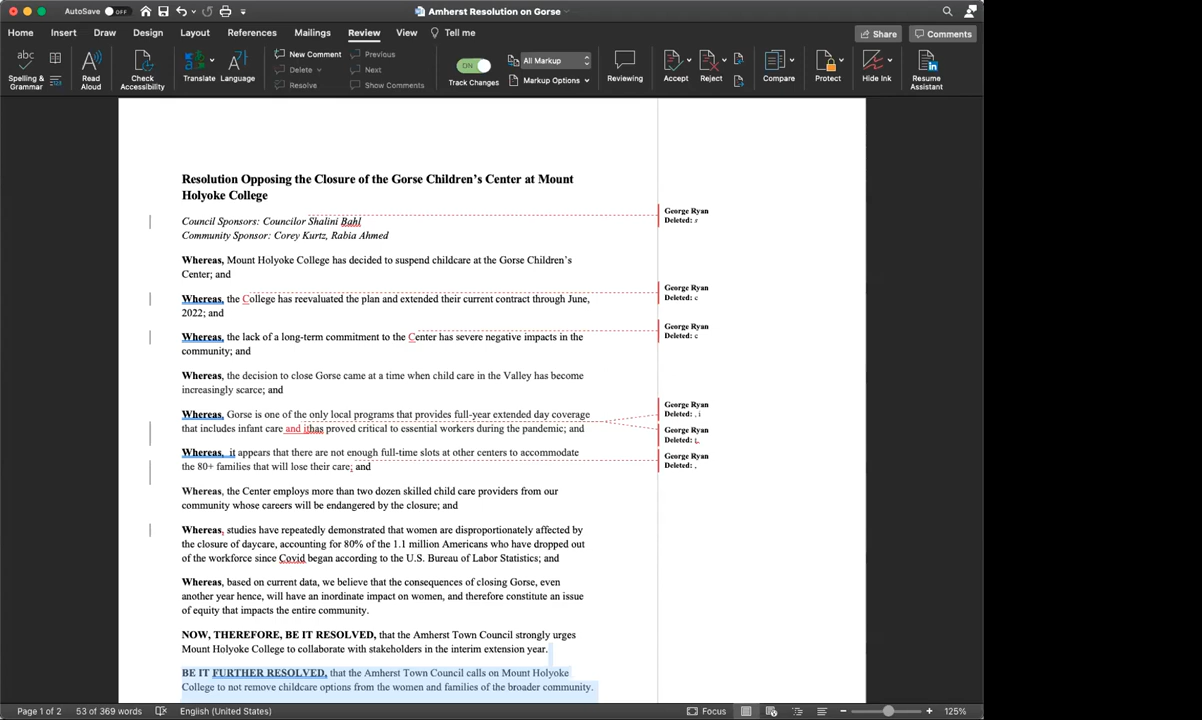 AutoSave OFF Amherst Resolution on Gorse
Home Insert Draw Design Layout References Mailings Review View Tell me Share Comments
Spelling & Grammar
Read Aloud
Check Accessibility
Translate Language
New Comment Previous
Delete Next
Resolve Show Comments
ON
Track Changes
All Markup
Markup Options
Reviewing
Accept Reject
Compare
Protect
Hide Ink
Resume Assistant
Resolution Opposing the Closure of the Gorse Children's Center at Mount
Holyoke College
Council Sponsors: Councilor Shalini Bahl
Community Sponsor: Corey Kurtz, Rabia Ahmed
Whereas, Mount Holyoke College has decided to suspend childcare at the Gorse Children's
Center; and
Whereas, the College has reevaluated the plan and extended their current contract through June,
2022; and
Whereas, the lack of a long-term commitment to the Center has severe negative impacts in the
community; and
Whereas, the decision to close Gorse came at a time when child care in the Valley has become
increasingly scarce; and
Whereas, Gorse is one of the only local programs that provides full-year extended day coverage
that includes infant care and ithas proved critical to essential workers during the pandemic; and
Whereas, it appears that there are not enough full-time slots at other centers to accommodate
the 80+ families that will lose their care; and
Whereas, the Center employs more than two dozen skilled child care providers from our
community whose careers will be endangered by the closure; and
Whereas, studies have repeatedly demonstrated that women are disproportionately affected by
the closure of daycare, accounting for 80% of the 1.1 million Americans who have dropped out
of the workforce since Covid began according to the U.S. Bureau of Labor Statistics; and
Whereas, based on current data, we believe that the consequences of closing Gorse, even
another year hence, will have an inordinate impact on women, and therefore constitute an issue
of equity that impacts the entire community.
NOW, THEREFORE, BE IT RESOLVED, that the Amherst Town Council strongly urges
Mount Holyoke College to collaborate with stakeholders in the interim extension year.
BE IT FURTHER RESOLVED, that the Amherst Town Council calls on Mount Holyoke
College to not remove childcare options from the women and families of the broader community.
George Ryan
Deleted: s
George Ryan
Deleted: c
George Ryan
Deleted: c
George Ryan
Deleted: , i
George Ryan
Deleted:
George Ryan
Deleted: ,
Page 1 of 2 53 of 369 words English (United States) Focus 125%